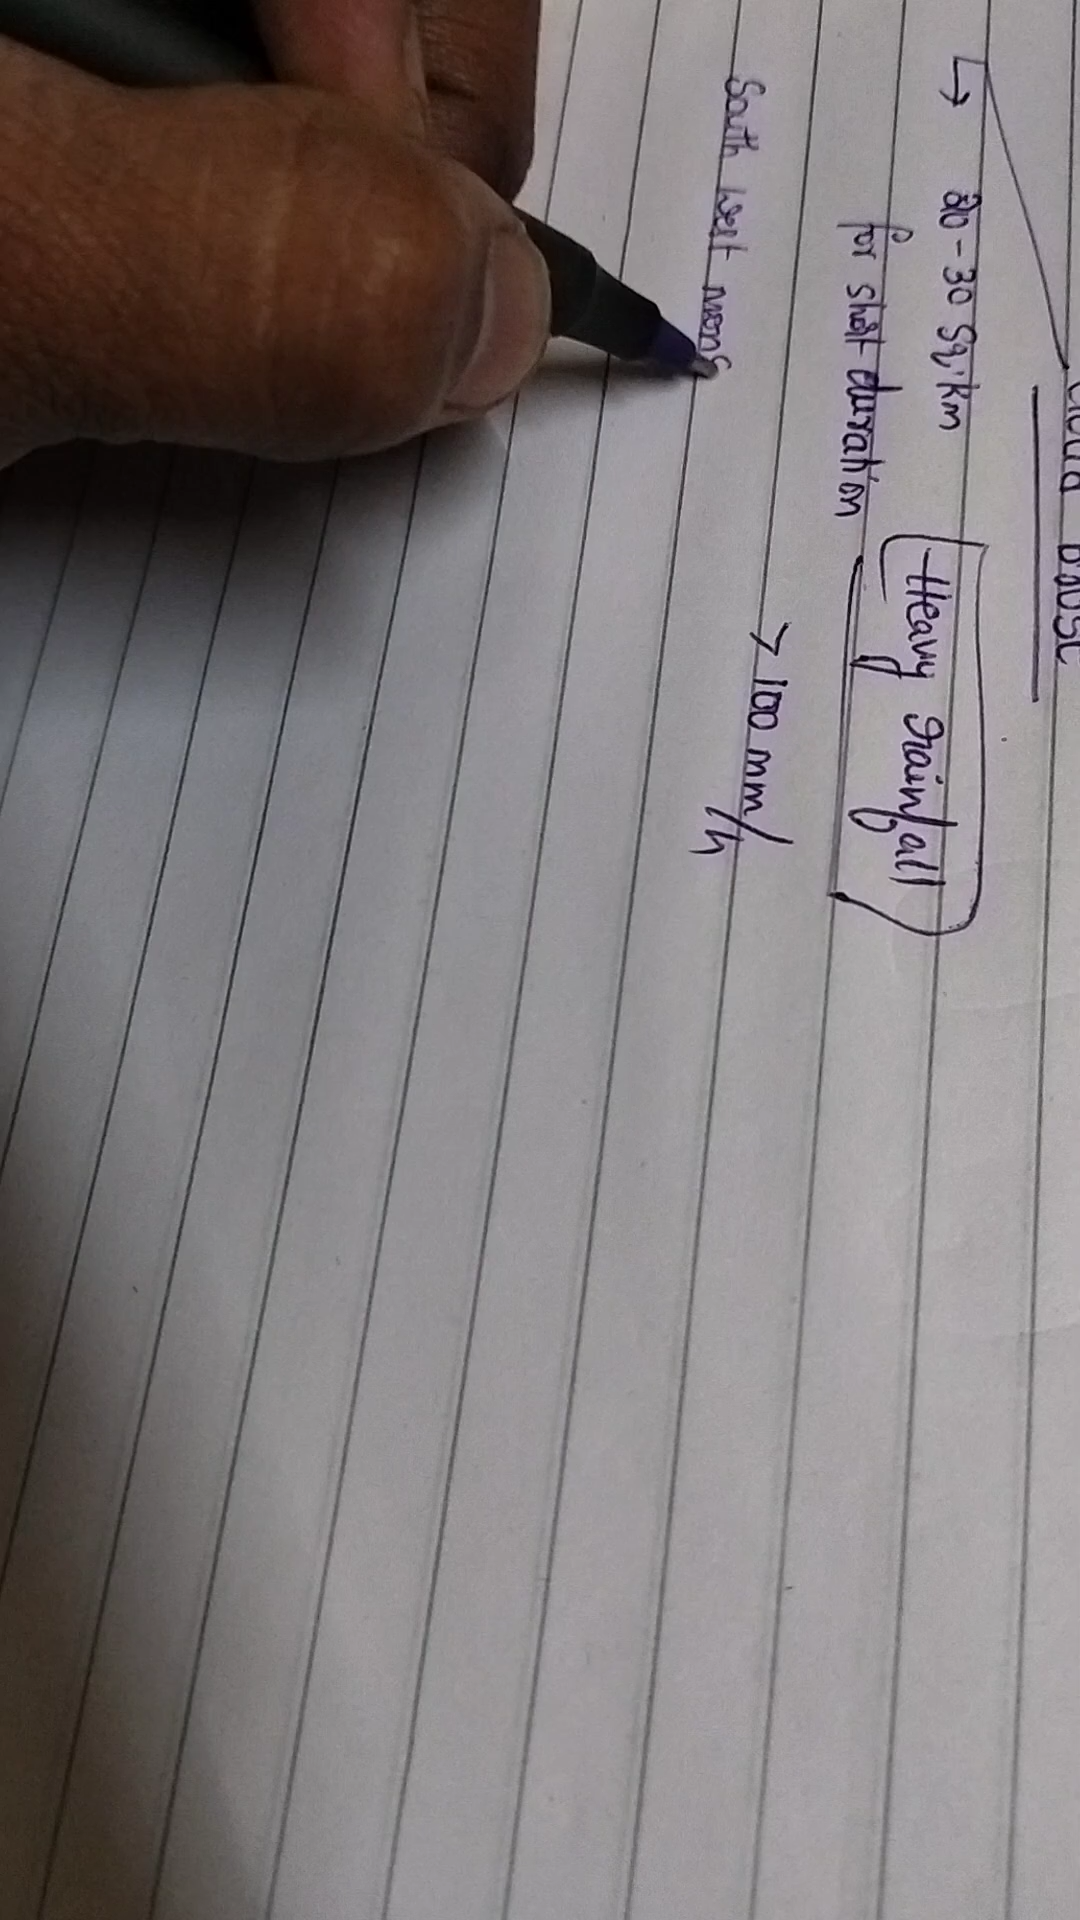 Cloud Burst
↳ 20-30 sq. km
Heavy rainfall
for short duration
> 100 mm/h
South west mons